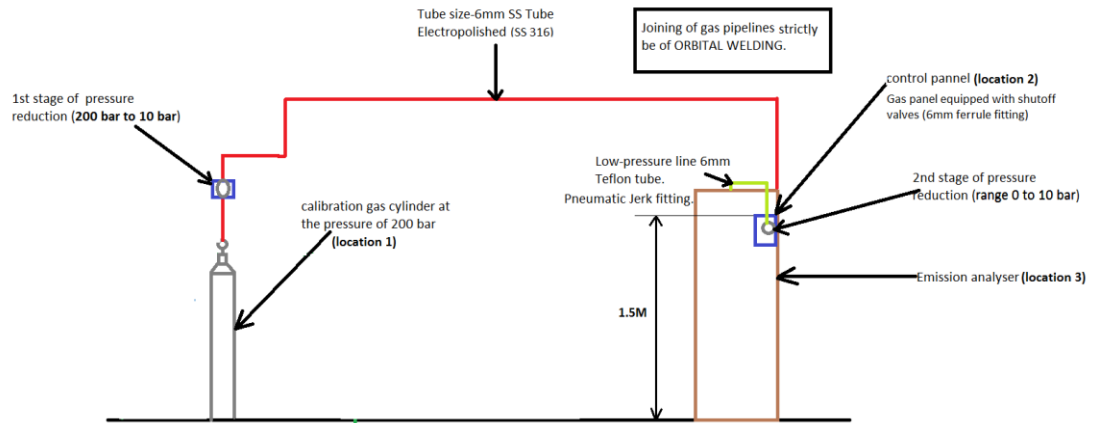 Tube size-6mm SS Tube
Electropolished (SS 316)
Joining of gas pipelines strictly
be of ORBITAL WELDING.
1st stage of pressure
reduction (200 bar to 10 bar)
control pannel (location 2)
Gas panel equipped with shutoff
valves (6mm ferrule fitting)
Low-pressure line 6mm
Teflon tube.
Pneumatic Jerk fitting.
2nd stage of pressure
reduction (range 0 to 10 bar)
calibration gas cylinder at
the pressure of 200 bar
(location 1)
Emission analyser (location 3)
1.5M